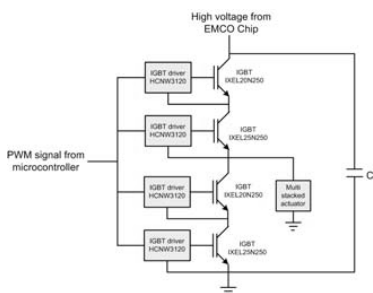 High voltage from
EMCO Chip
IGBT driver
HCNW3120
IGBT
IXEL20N250
IGBT driver
HCNW3120
IGBT
IXEL25N250
PWM signal from
microcontroller
IGBT driver
HCNW3120
IGBT
IXEL20N250
Multi
stacked
actuator
C
IGBT driver
HCNW3120
IGBT
IXEL25N250